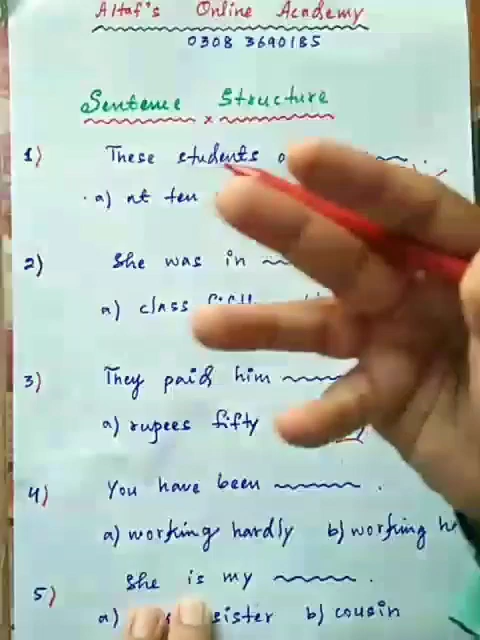 Altaf's Online Academy
0308 3690185
Sentence Structure
1) These students
a) at ten
2) She was in
a) class
3) They paid him
a) rupees fifty
4) You have been .
a) working hardly b) working
5) She is my .
a) sister b) cousin